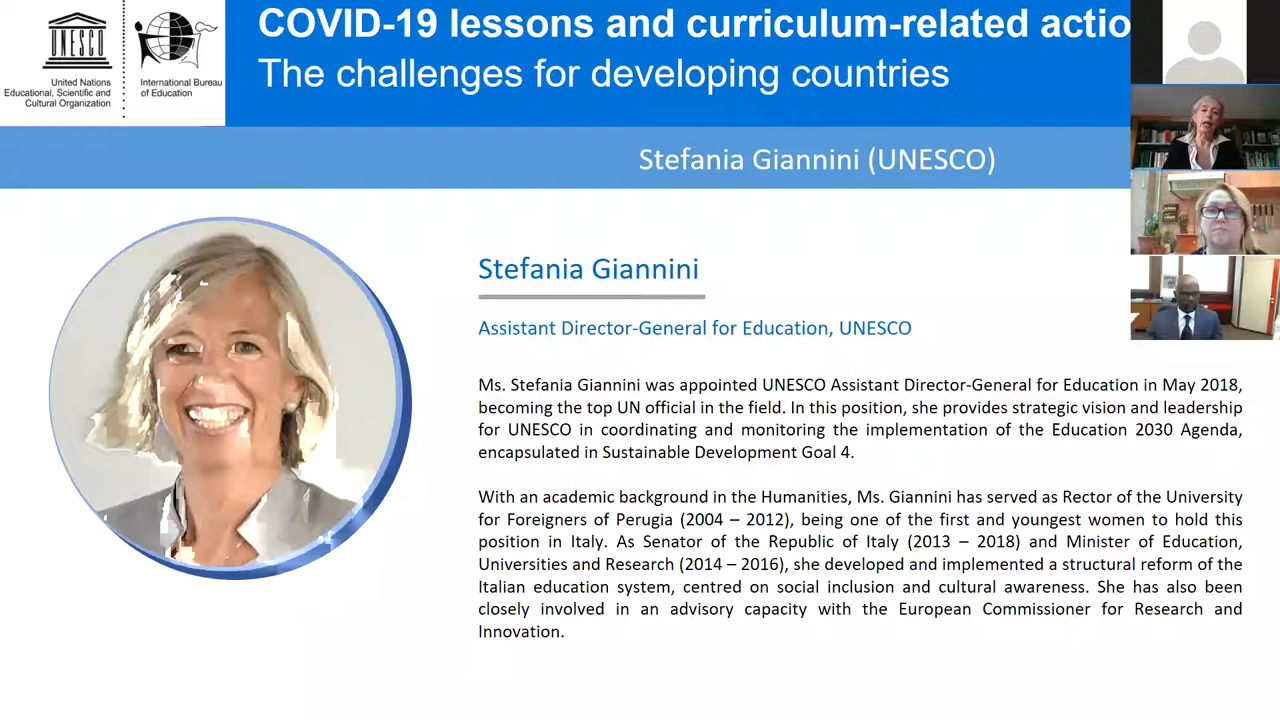 UNESCO
United Nations
Educational, Scientific and
Cultural Organization
International Bureau
of Education
COVID-19 lessons and curriculum-related actio
The challenges for developing countries
Stefania Giannini (UNESCO)
Stefania Giannini
Assistant Director-General for Education, UNESCO
Ms. Stefania Giannini was appointed UNESCO Assistant Director-General for Education in May 2018,
becoming the top UN official in the field. In this position, she provides strategic vision and leadership
for UNESCO in coordinating and monitoring the implementation of the Education 2030 Agenda,
encapsulated in Sustainable Development Goal 4.
With an academic background in the Humanities, Ms. Giannini has served as Rector of the University
for Foreigners of Perugia (2004 – 2012), being one of the first and youngest women to hold this
position in Italy. As Senator of the Republic of Italy (2013 – 2018) and Minister of Education,
Universities and Research (2014 – 2016), she developed and implemented a structural reform of the
Italian education system, centred on social inclusion and cultural awareness. She has also been
closely involved in an advisory capacity with the European Commissioner for Research and
Innovation.